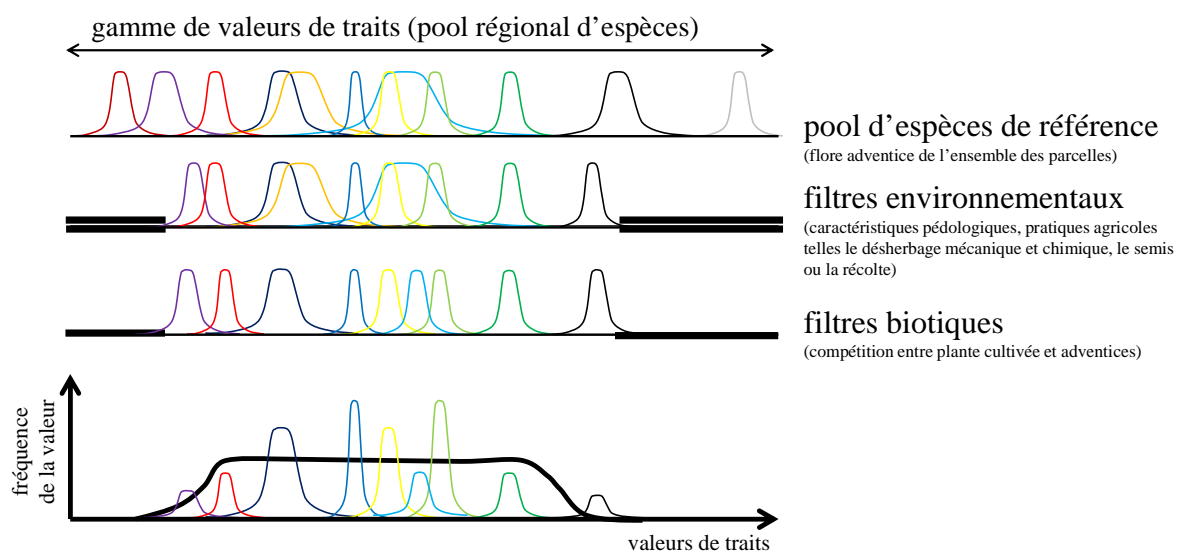 gamme de valeurs de traits (pool régional d’espèces)
pool d’espèces de référence
(flore adventice de l’ensemble des parcelles)
filtres environnementaux
(caractéristiques pédologiques, pratiques agricoles
telles le désherbage mécanique et chimique, le semis
ou la récolte)
filtres biotiques
(compétition entre plante cultivée et adventices)
fréquence
de la valeur
valeurs de traits